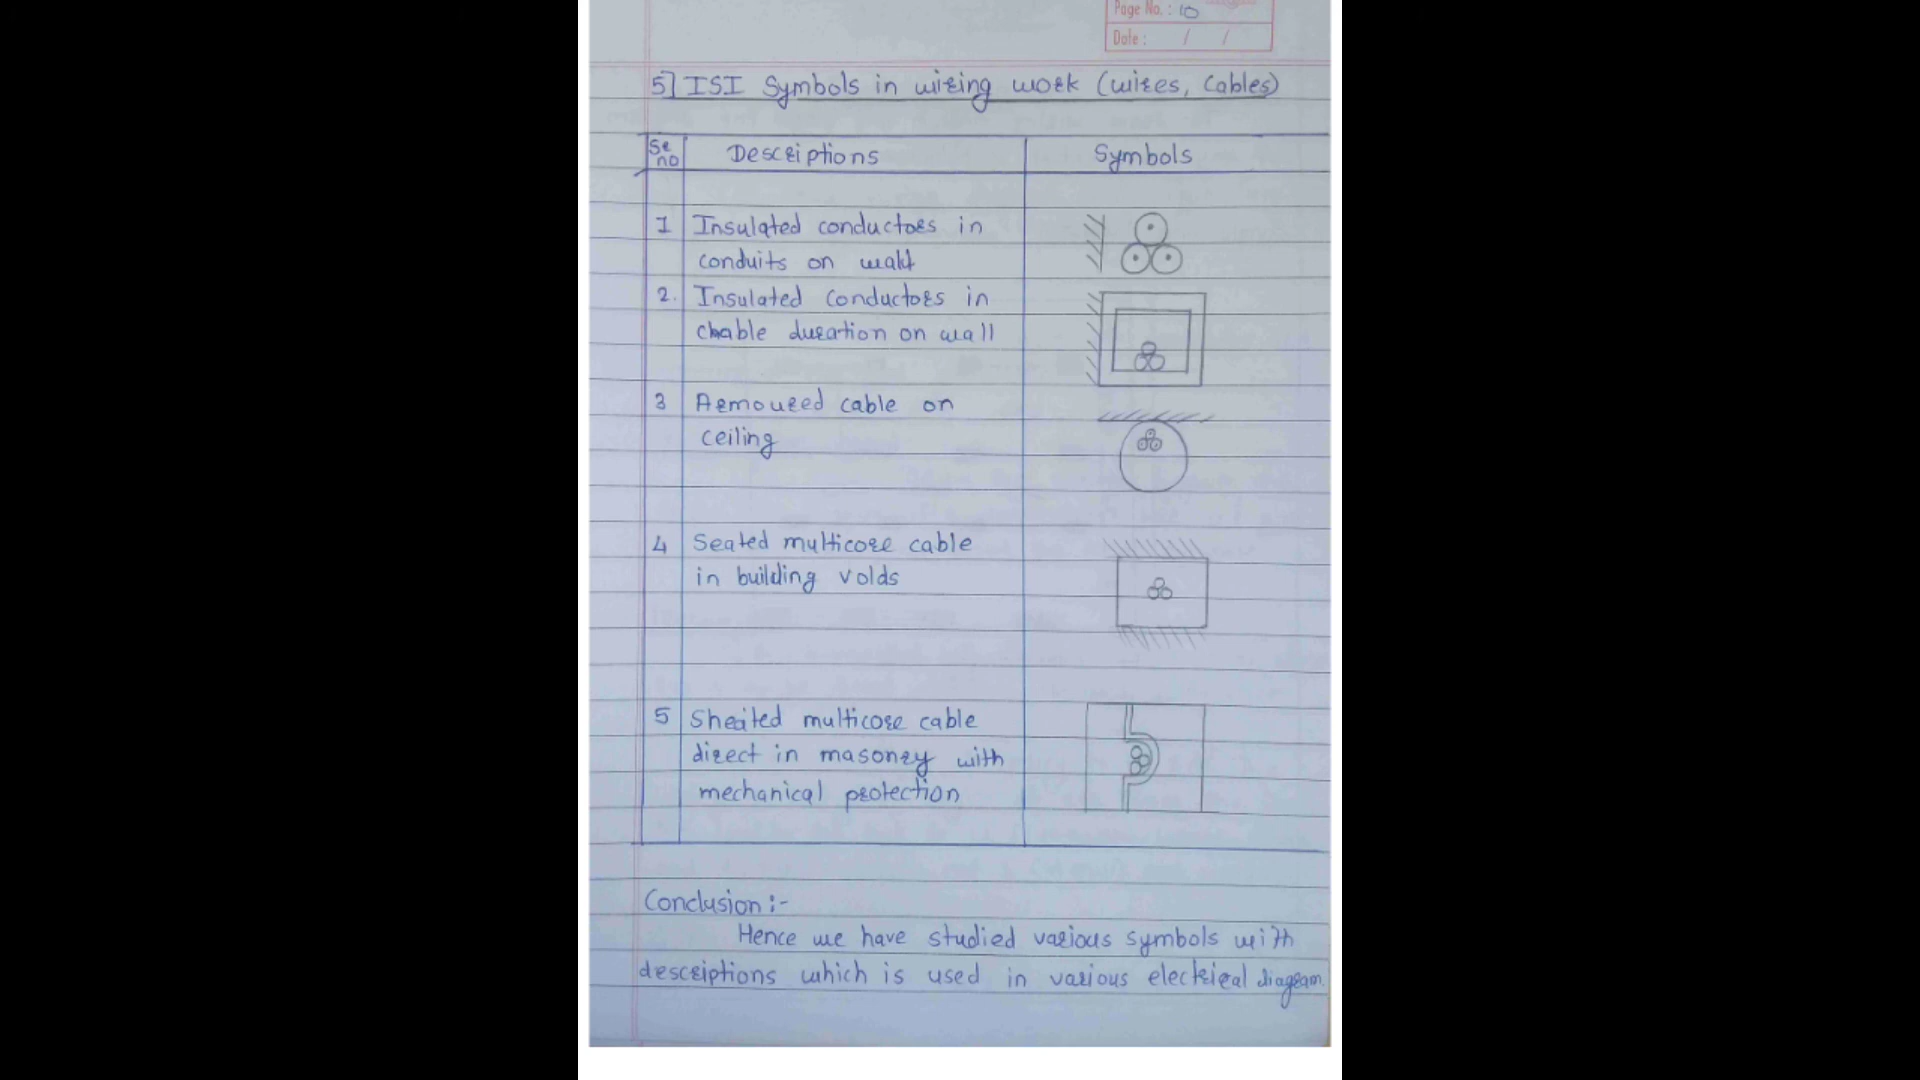 Page No. : 10
Date : / /
5] ISI Symbols in wiring work (wires, Cables)
Sr no Descriptions Symbols
1 Insulated conductors in
conduits on wall
2. Insulated conductors in
cable duration on wall
3 Armoured cable on
ceiling
4 Seated multicore cable
in building volds
5 Sheated multicore cable
direct in masonry with
mechanical protection
Conclusion :-
Hence we have studied various symbols with
descriptions which is used in various electrical diagram.